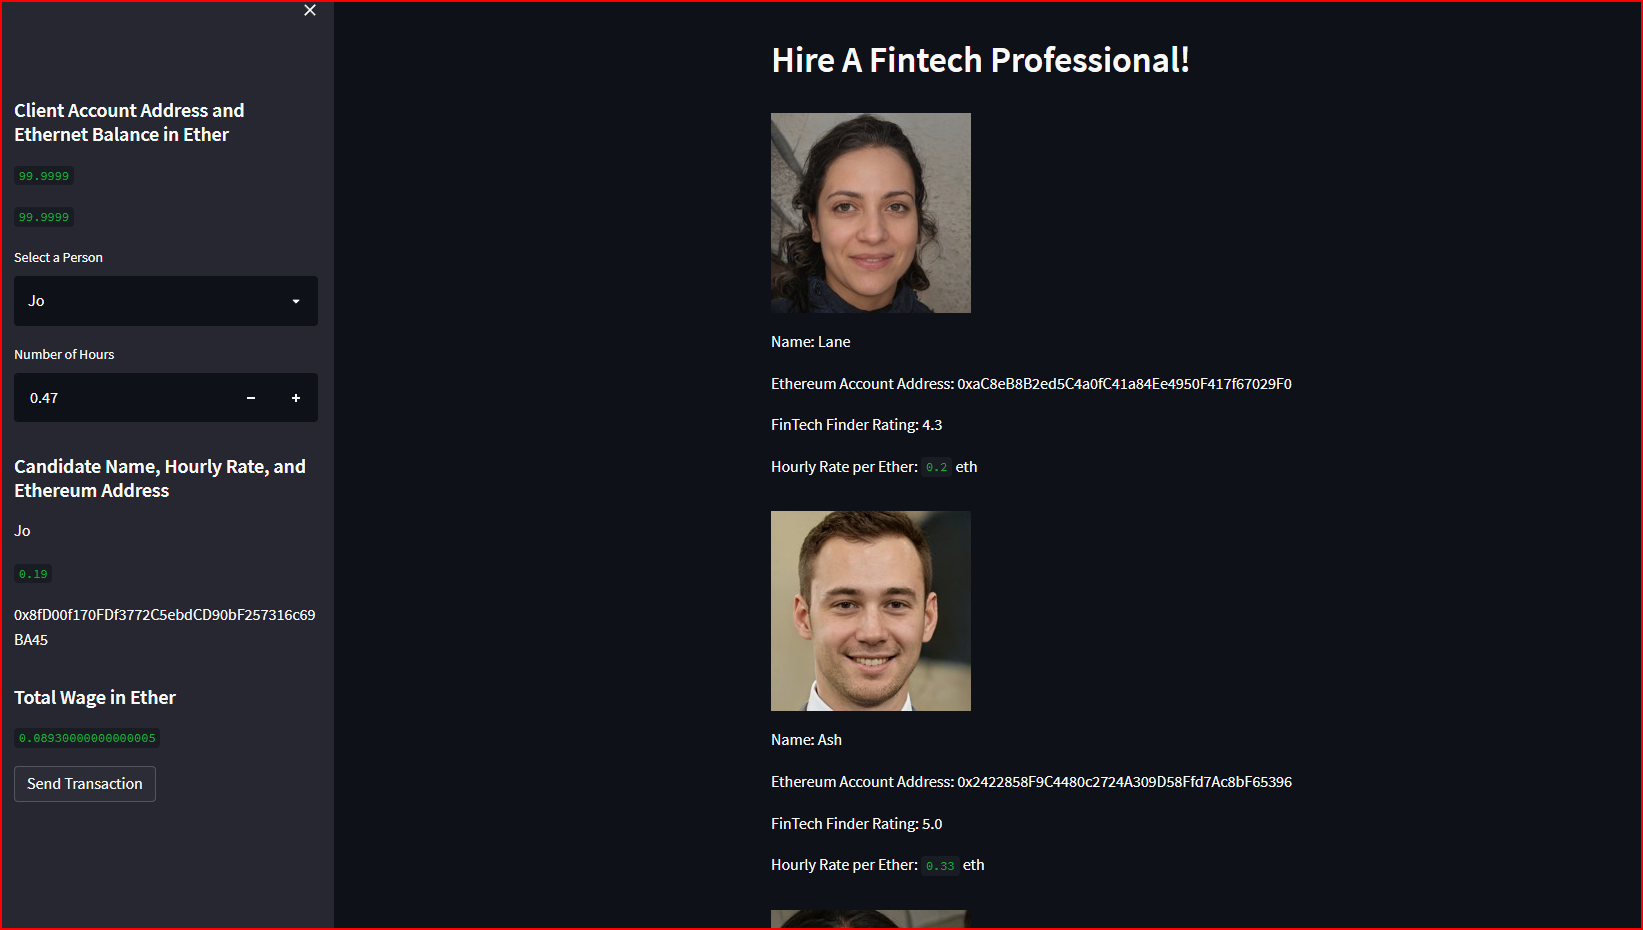 Client Account Address and
Ethernet Balance in Ether
99.9999
99.9999
Select a Person
Jo
Number of Hours
0.47
Candidate Name, Hourly Rate, and
Ethereum Address
Jo
0.19
0x8fD00f170FDf3772C5ebdCD90bF257316c69
BA45
Total Wage in Ether
0.08930000000000005
Send Transaction
Hire A Fintech Professional!
Name: Lane
Ethereum Account Address: 0xaC8eB8B2ed5C4a0fC41a84Ee4950F417f67029F0
FinTech Finder Rating: 4.3
Hourly Rate per Ether: 0.2 eth
Name: Ash
Ethereum Account Address: 0x2422858F9C4480c2724A309D58Ffd7Ac8bF65396
FinTech Finder Rating: 5.0
Hourly Rate per Ether: 0.33 eth